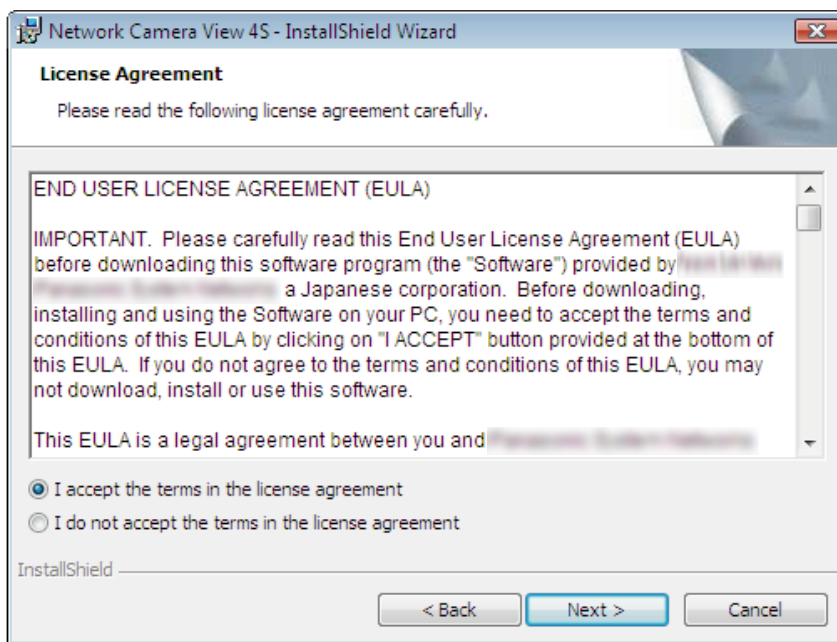 Network Camera View 4S - InstallShield Wizard
License Agreement
Please read the following license agreement carefully.
END USER LICENSE AGREEMENT (EULA)
IMPORTANT.  Please carefully read this End User License Agreement (EULA)
before downloading this software program (the "Software") provided by
a Japanese corporation.  Before downloading,
installing and using the Software on your PC, you need to accept the terms and
conditions of this EULA by clicking on "I ACCEPT" button provided at the bottom of
this EULA.  If you do not agree to the terms and conditions of this EULA, you may
not download, install or use this software.
This EULA is a legal agreement between you and
I accept the terms in the license agreement
I do not accept the terms in the license agreement
InstallShield
< Back
Next >
Cancel